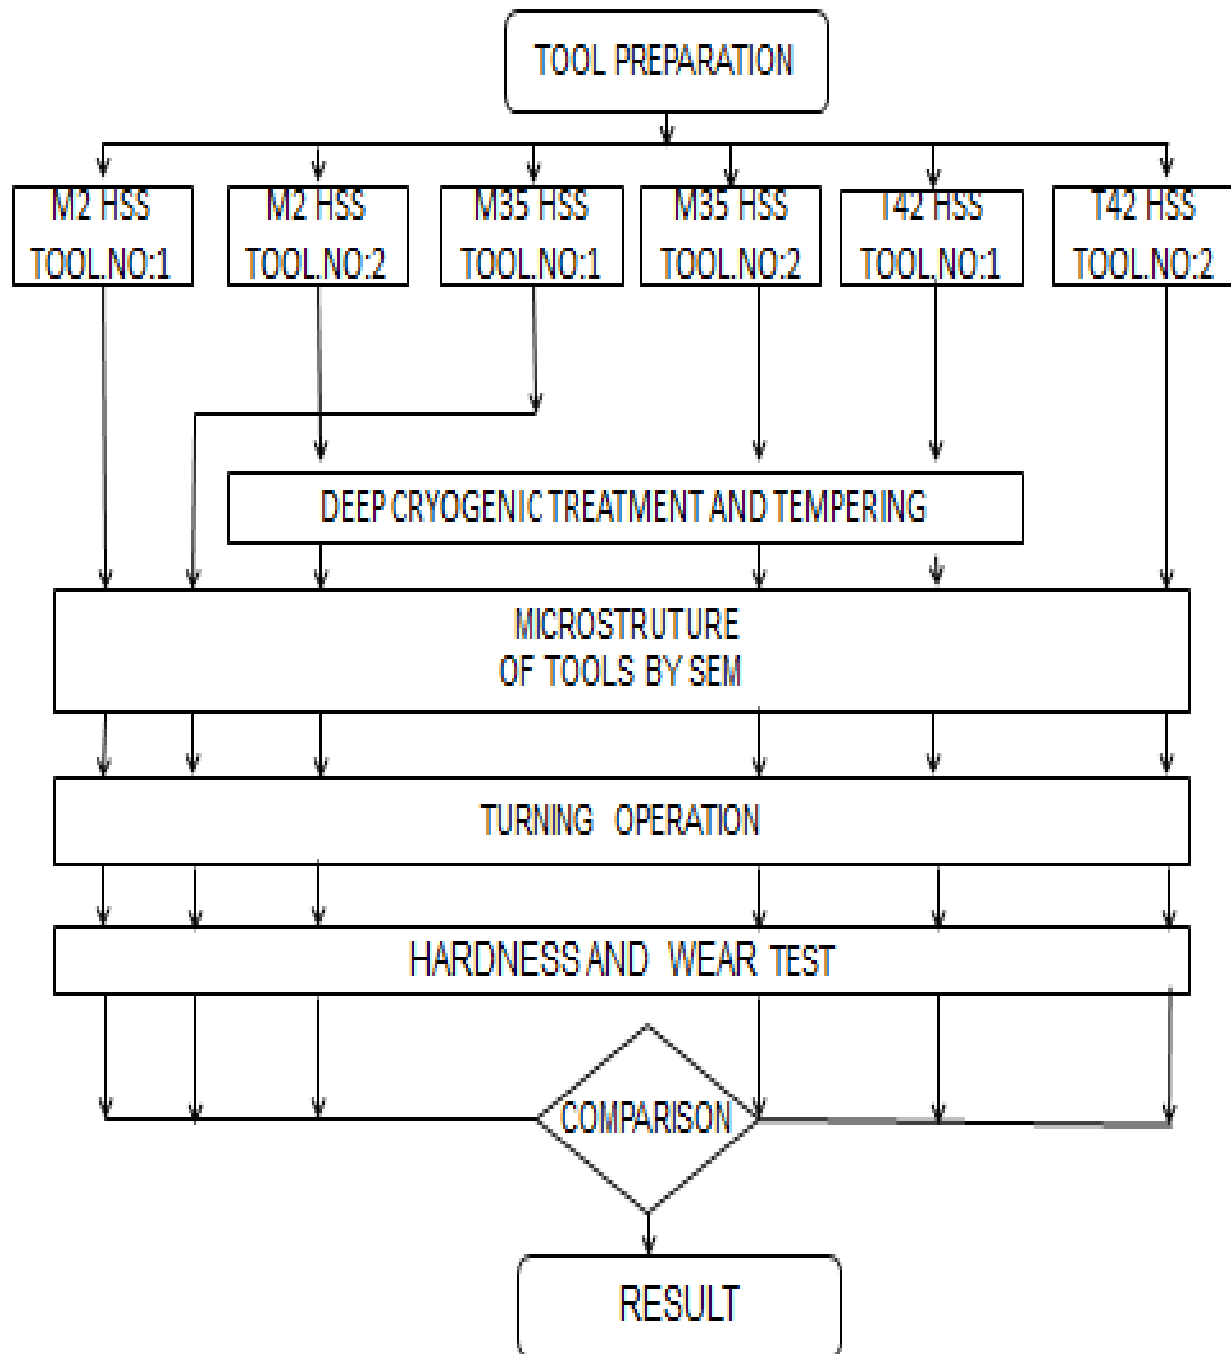 TOOL PREPARATION
M2 HSS
TOOL.NO:1
M2 HSS
TOOL.NO:2
M35 HSS
TOOL.NO:1
M35 HSS
TOOL.NO:2
T42 HSS
TOOL.NO:1
T42 HSS
TOOL.NO:2
DEEP CRYOGENIC TREATMENT AND TEMPERING
MICROSTRUTURE
OF TOOLS BY SEM
TURNING OPERATION
HARDNESS AND WEAR TEST
COMPARISON
RESULT